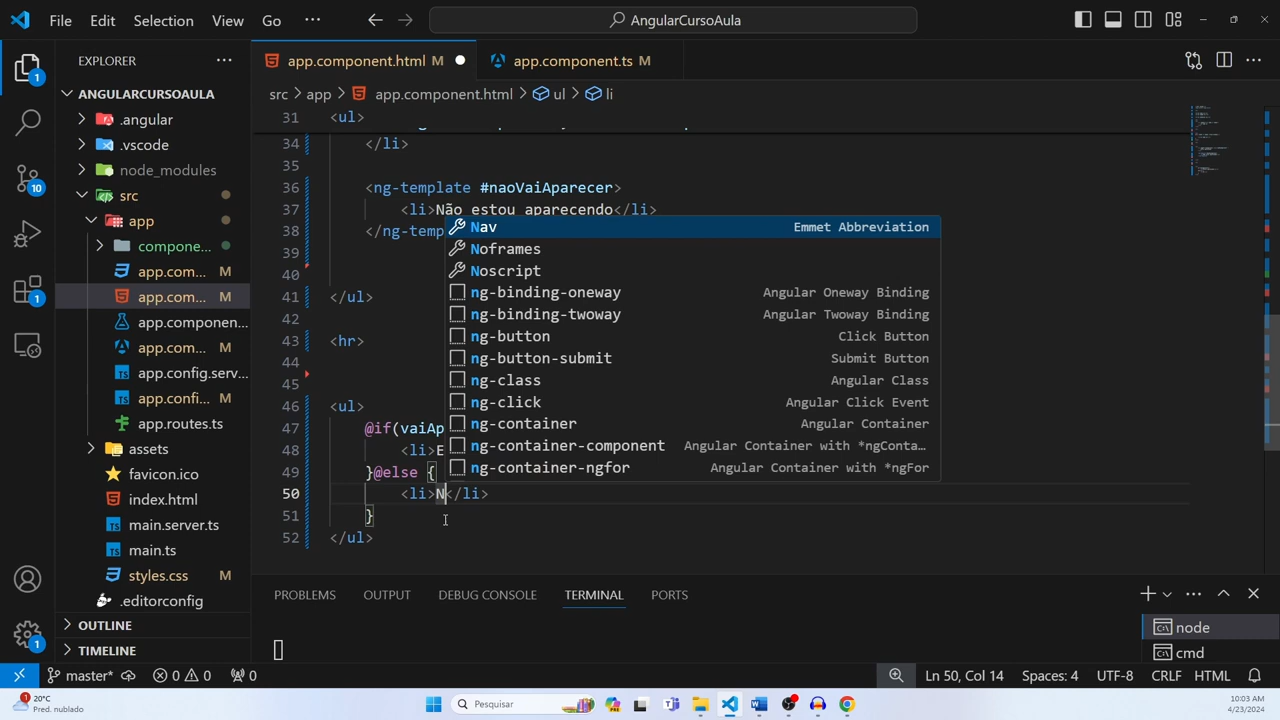 File Edit Selection View Go ··· AngularCursoAula
EXPLORER ···
ANGULARCURSOAULA
.angular
.vscode
node_modules
src
app
compone...
app.com... M
app.com... M
app.componen...
app.com... M
app.config.serv...
app.confi... M
app.routes.ts
assets
favicon.ico
index.html
main.server.ts
main.ts
styles.css M
.editorconfig
OUTLINE
TIMELINE
1
10
1
1
app.component.html M
app.component.ts M
src > app > app.component.html > ul > li
31 <ul>
34 </li>
35
36 <ng-template #naoVaiAparecer>
37 <li>Não estou aparecendo</li>
38 </ng-temp
39
40
41 </ul>
42
43 <hr>
44
45
46 <ul>
47 @if(vaiAp
48 <li>E
49 }@else {
50 <li>N</li>
51 }
52 </ul>
Nav Emmet Abbreviation
Noframes
Noscript
ng-binding-oneway Angular Oneway Binding
ng-binding-twoway Angular Twoway Binding
ng-button Click Button
ng-button-submit Submit Button
ng-class Angular Class
ng-click Angular Click Event
ng-container Angular Container
ng-container-component Angular Container with *ngConta...
ng-container-ngfor Angular Container with *ngFor
PROBLEMS OUTPUT DEBUG CONSOLE TERMINAL PORTS
node
cmd
master* 0 0 0 Ln 50, Col 14 Spaces: 4 UTF-8 CRLF HTML
20°C
Pred. nublado
Pesquisar
10:03 AM
4/23/2024